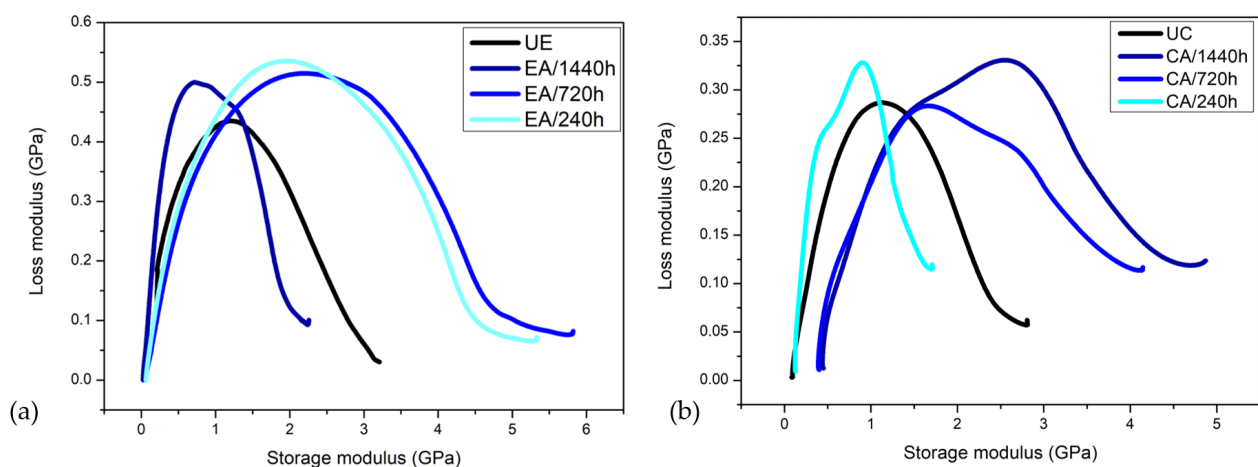 0.6
0.5
0.4
0.3
0.2
0.1
0.0
Loss modulus (GPa)
UE
EA/1440h
EA/720h
EA/240h
0 1 2 3 4 5 6
Storage modulus (GPa)
(a)
0.35
0.30
0.25
0.20
0.15
0.10
0.05
0.00
Loss modulus (GPa)
UC
CA/1440h
CA/720h
CA/240h
0 1 2 3 4 5
Storage modulus (GPa)
(b)